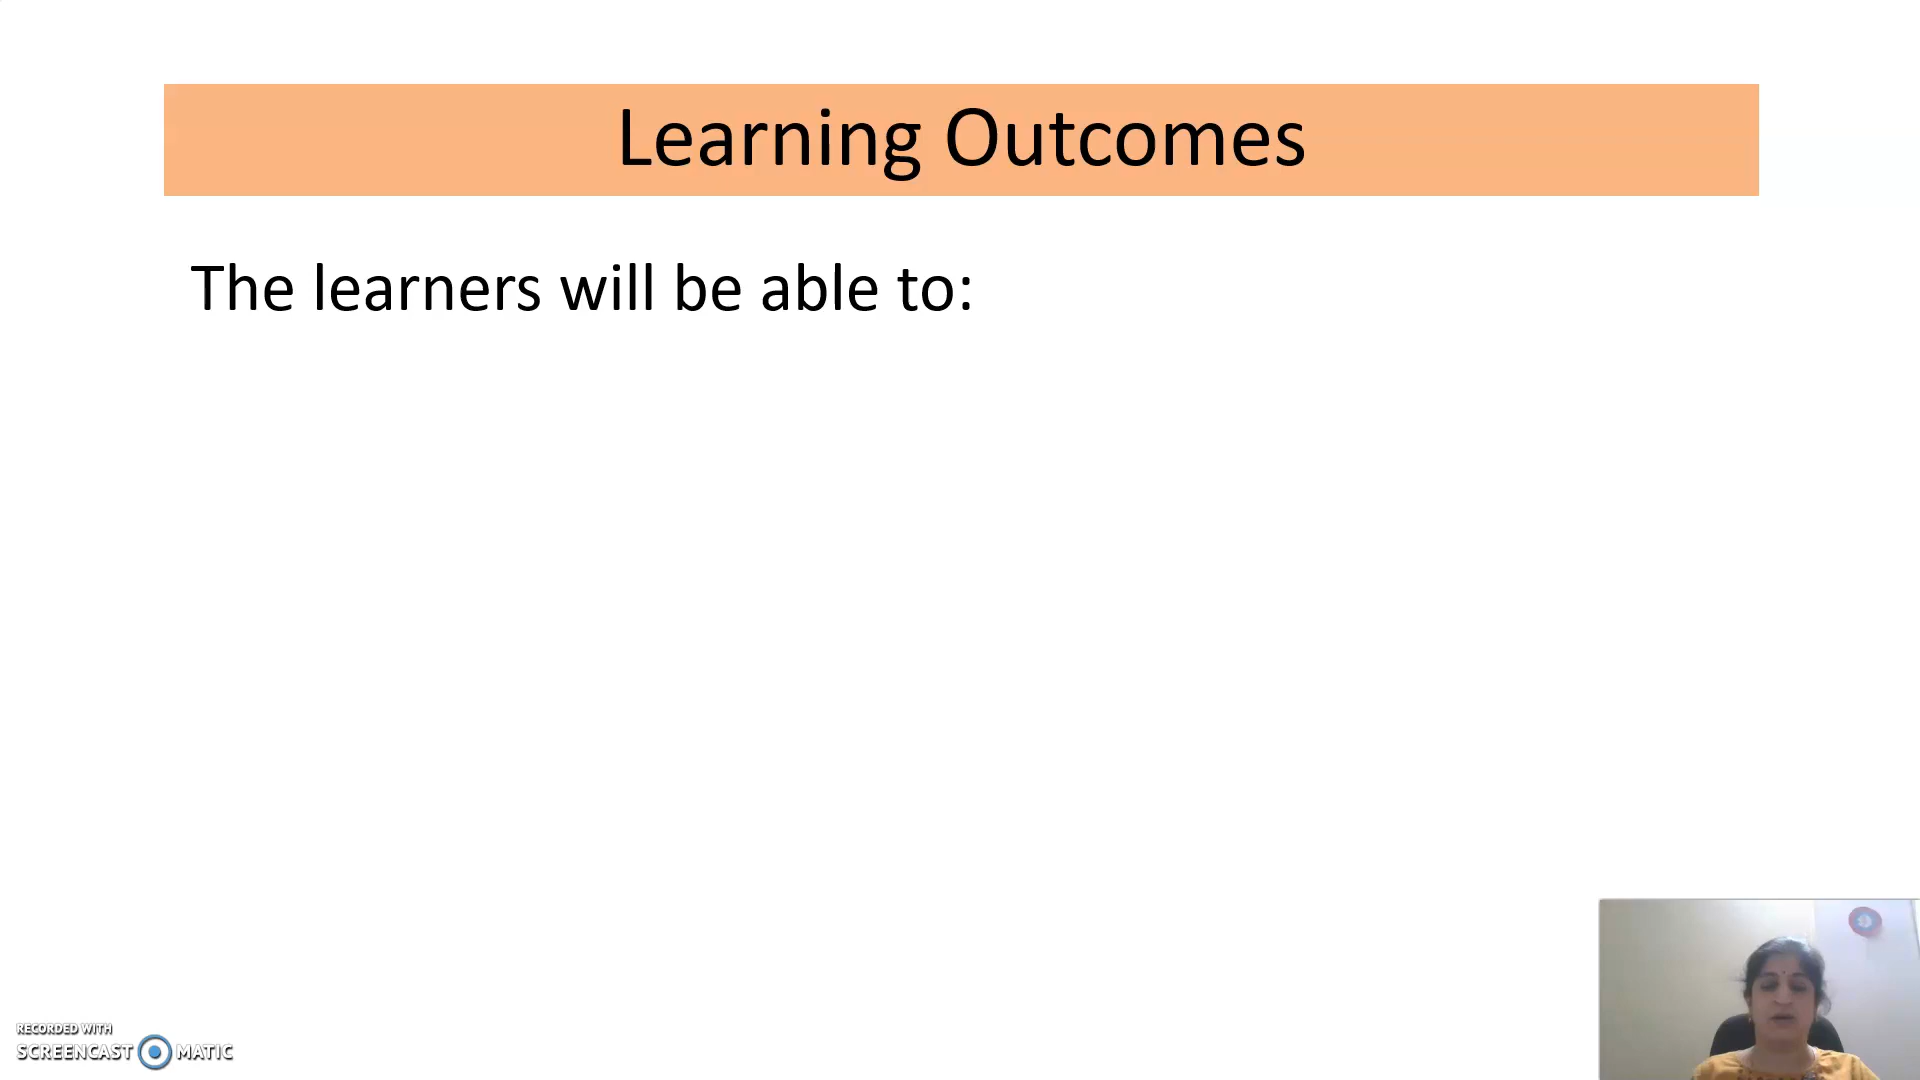 Learning Outcomes
The learners will be able to:
RECORDED WITH
SCREENCAST MATIC